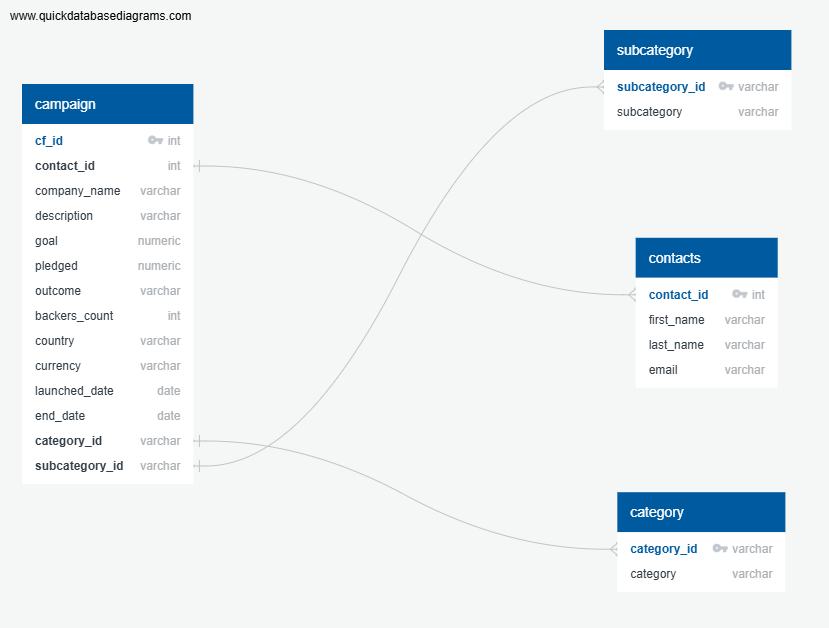 www.quickdatabasediagrams.com
campaign
cf_id int
contact_id int
company_name varchar
description varchar
goal numeric
pledged numeric
outcome varchar
backers_count int
country varchar
currency varchar
launched_date date
end_date date
category_id varchar
subcategory_id varchar
subcategory
subcategory_id varchar
subcategory varchar
contacts
contact_id int
first_name varchar
last_name varchar
email varchar
category
category_id varchar
category varchar